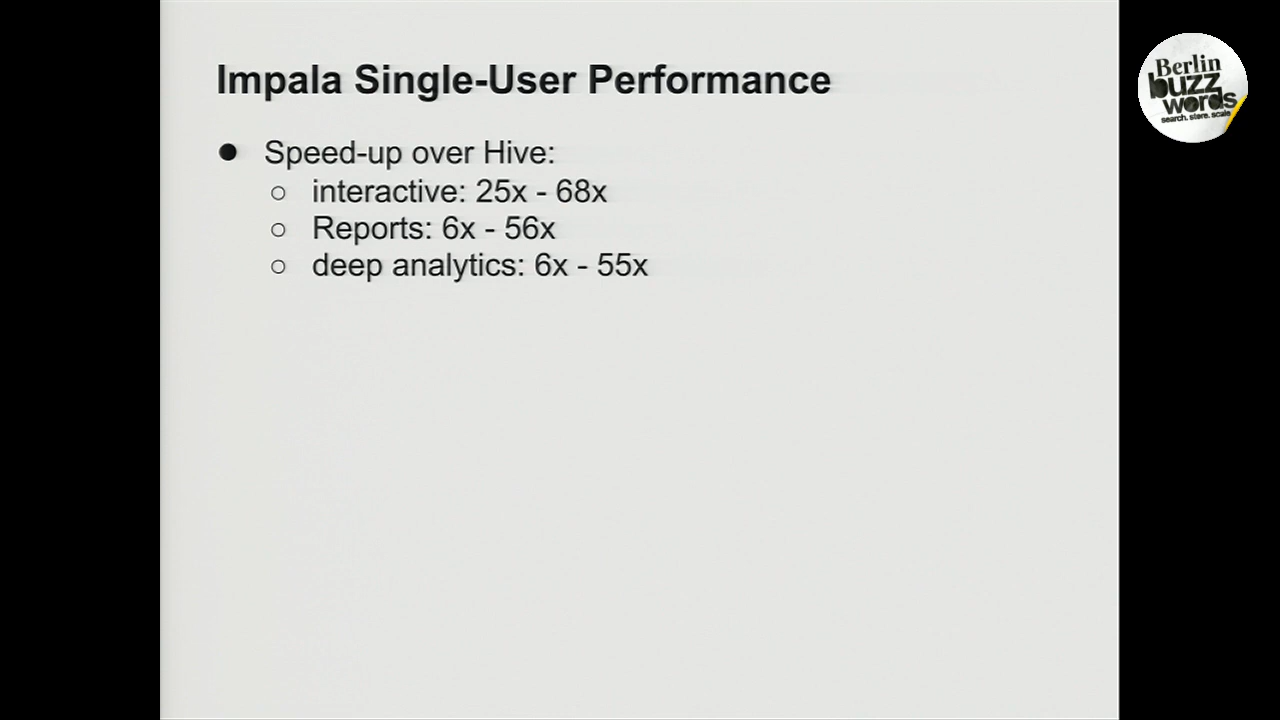 Impala Single-User Performance
● Speed-up over Hive:
○ interactive: 25x - 68x
○ Reports: 6x - 56x
○ deep analytics: 6x - 55x
Berlin
buzz
words
search. store. scale